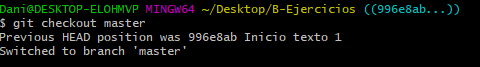 Dani@DESKTOP-ELOHMVP MINGW64 ~/Desktop/B-Ejercicios ((996e8ab...))
$ git checkout master
Previous HEAD position was 996e8ab Inicio texto 1
Switched to branch 'master'